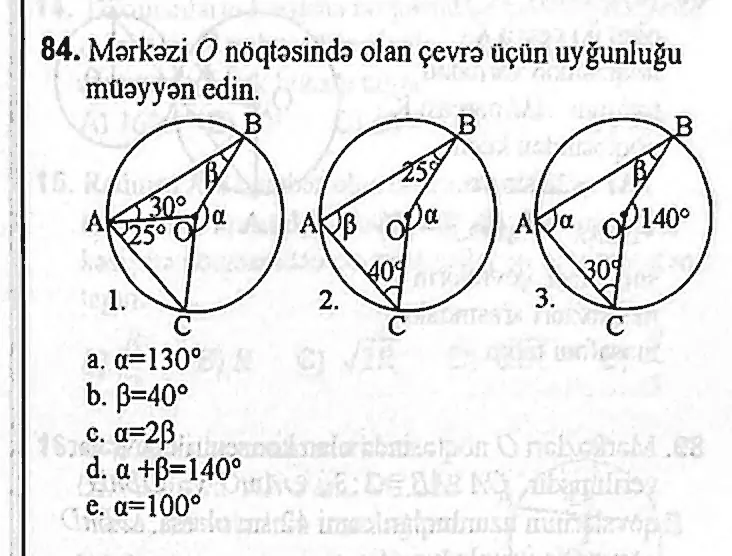 84. Mərkəzi O nöqtəsində olan çevrə üçün uyğunluğu
müəyyən edin.
B B B
β 25° β
A 30° α A β α A α 140°
25° O O O
40° 30°
1. 2. 3.
C C C
a. α=130°
b. β=40°
c. α=2β
d. α +β=140°
e. α=100°